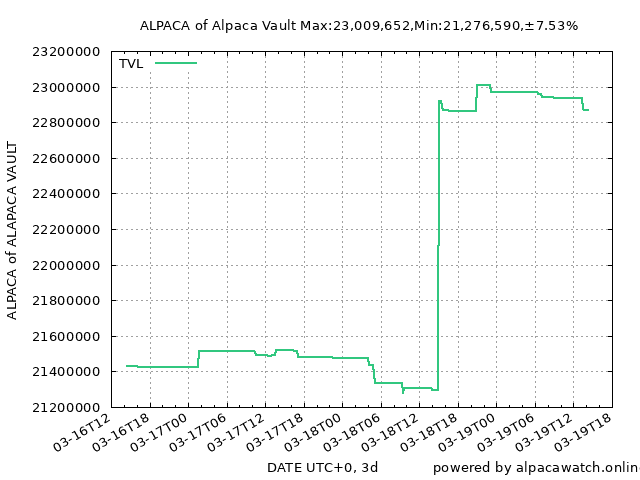 ALPACA of Alpaca Vault Max:23,009,652,Min:21,276,590,±7.53%
TVL
23200000
23000000
22800000
22600000
22400000
22200000
22000000
21800000
21600000
21400000
21200000
ALPACA of ALAPACA VAULT
03-16T12
03-16T18
03-17T00
03-17T06
03-17T12
03-17T18
03-18T00
03-18T06
03-18T12
03-18T18
03-19T00
03-19T06
03-19T12
03-19T18
DATE UTC+0, 3d
powered by alpacawatch.onlin